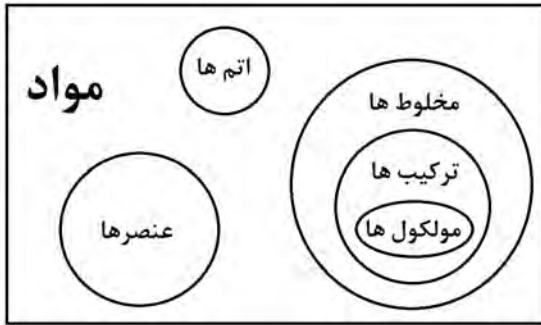 اتم ها
مواد
مخلوط ها
ترکیب ها
مولکول ها
عنصرها